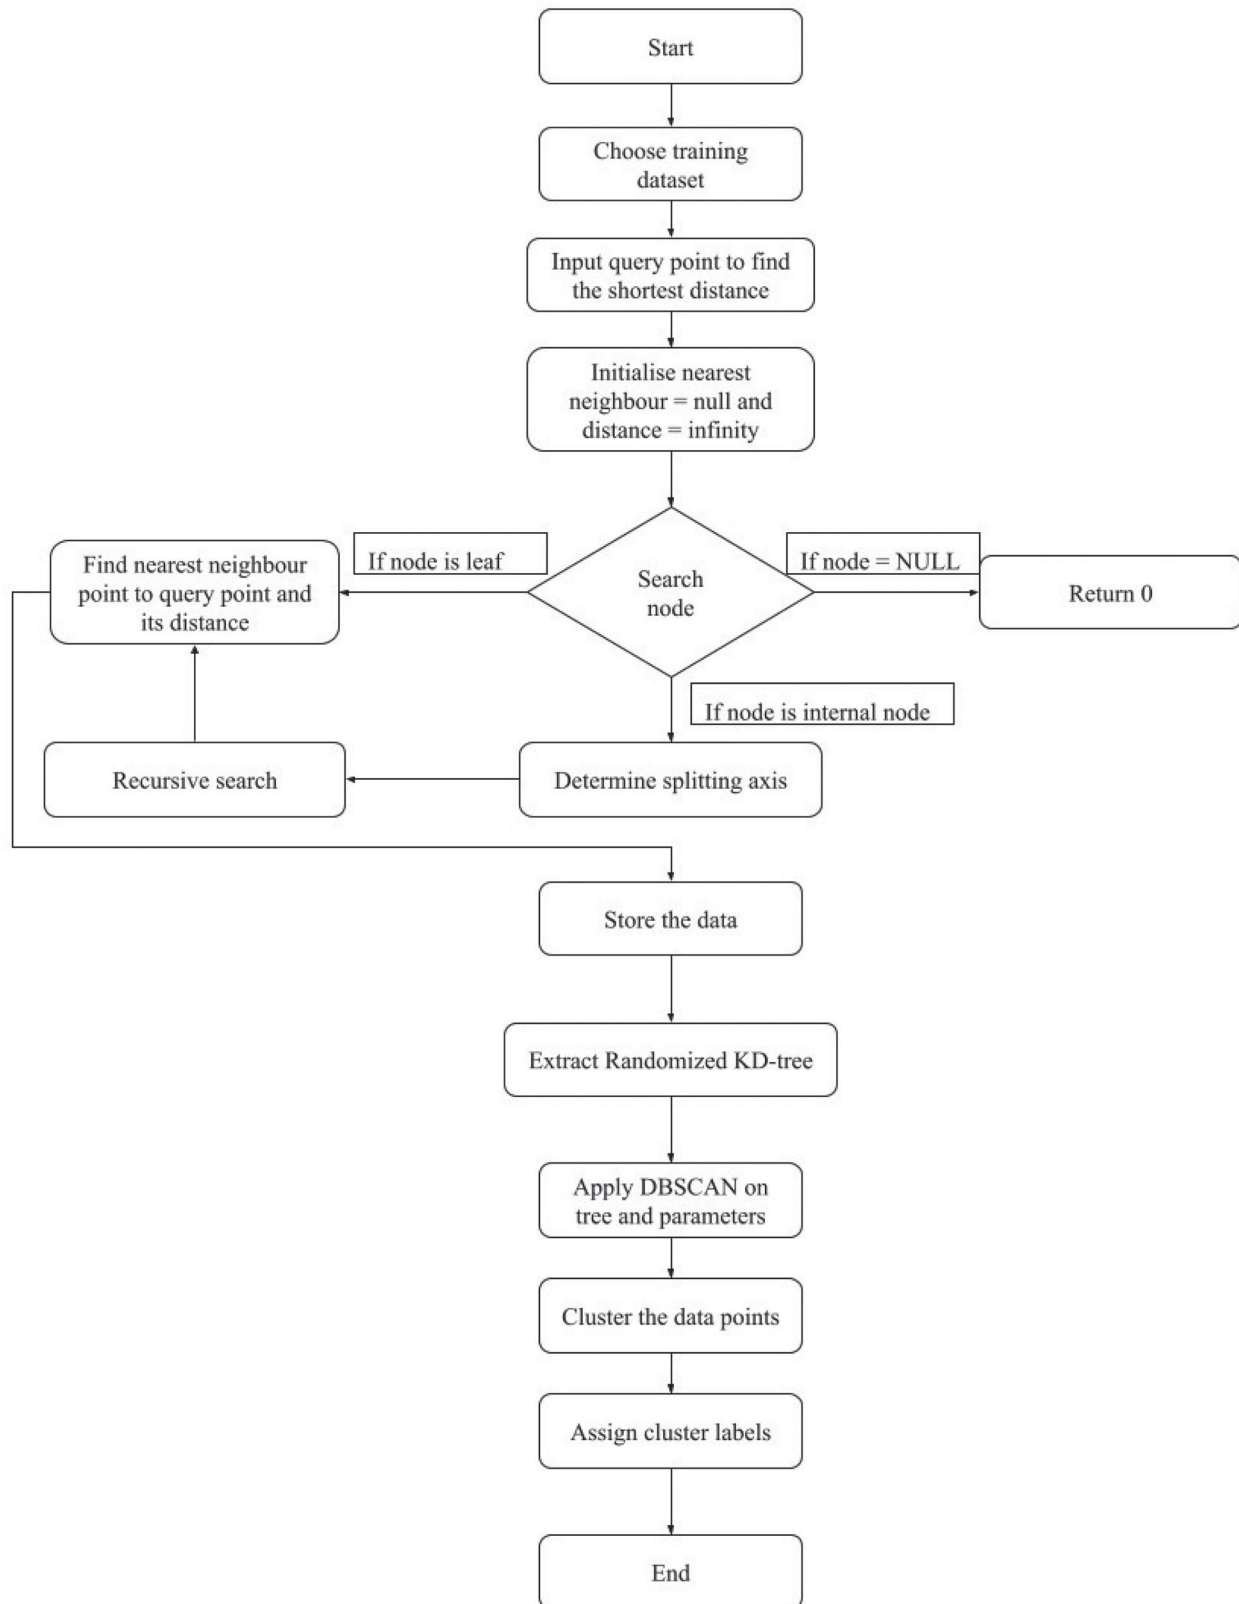 Start
Choose training
dataset
Input query point to find
the shortest distance
Initialise nearest
neighbour = null and
distance = infinity
If node is leaf
If node = NULL
Find nearest neighbour
point to query point and
its distance
Search
node
Return 0
If node is internal node
Recursive search
Determine splitting axis
Store the data
Extract Randomized KD-tree
Apply DBSCAN on
tree and parameters
Cluster the data points
Assign cluster labels
End